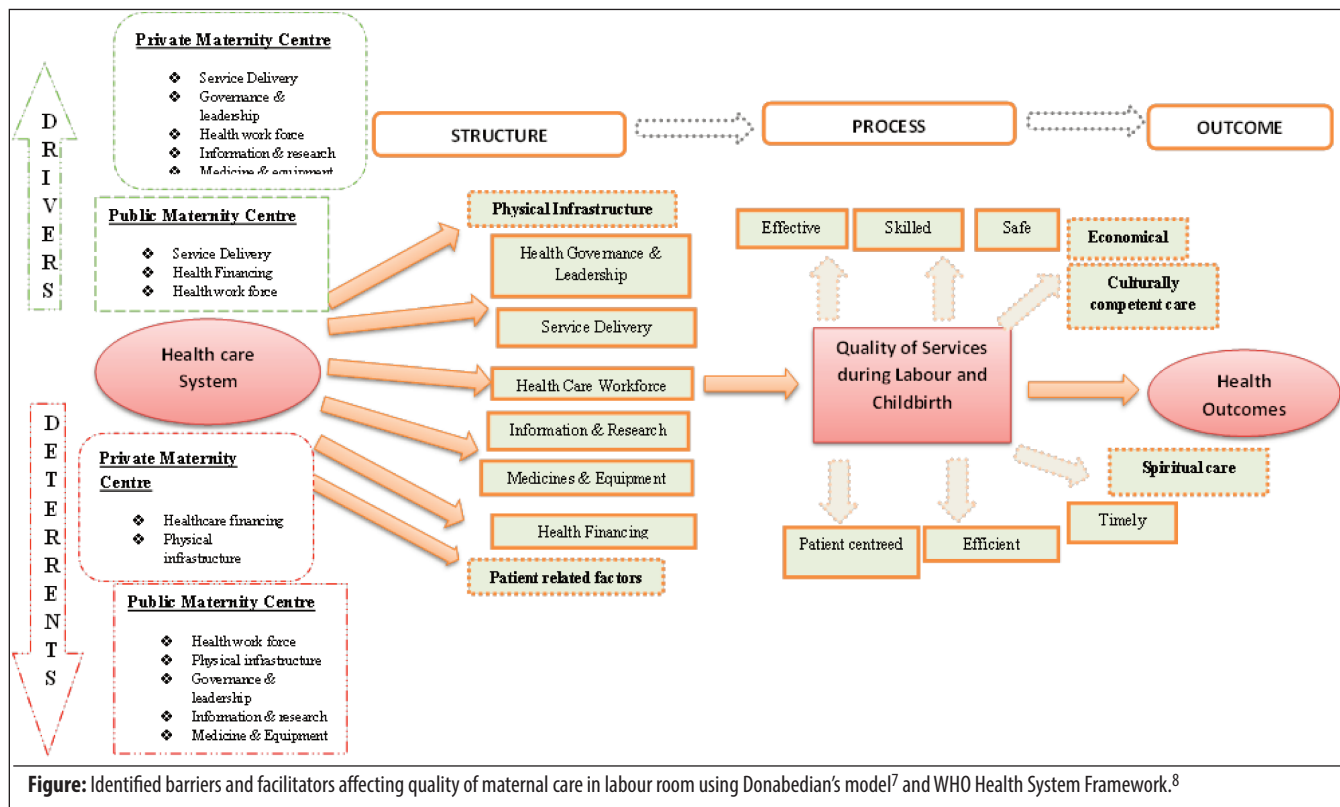 Private Maternity Centre
❖ Service Delivery
❖ Governance &
leadership
❖ Health work force
❖ Information & research
❖ Medicine & equipment
DRIVERS
Public Maternity Centre
❖ Service Delivery
❖ Health Financing
❖ Health work force
Health care
System
DETERRENTS
Private Maternity
Centre
❖ Healthcare financing
❖ Physical
infrastructure
Public Maternity Centre
❖ Health work force
❖ Physical infrastructure
❖ Governance &
leadership
❖ Information & research
❖ Medicine & Equipment
STRUCTURE
Physical Infrastructure
Health Governance &
Leadership
Service Delivery
Health Care Workforce
Information & Research
Medicines & Equipment
Health Financing
Patient related factors
PROCESS
Effective
Skilled
Safe
Economical
Culturally
competent care
Quality of Services
during Labour and
Childbirth
Spiritual care
Timely
Patient centreed
Efficient
OUTCOME
Health
Outcomes
Figure: Identified barriers and facilitators affecting quality of maternal care in labour room using Donabedian's model⁷ and WHO Health System Framework.⁸